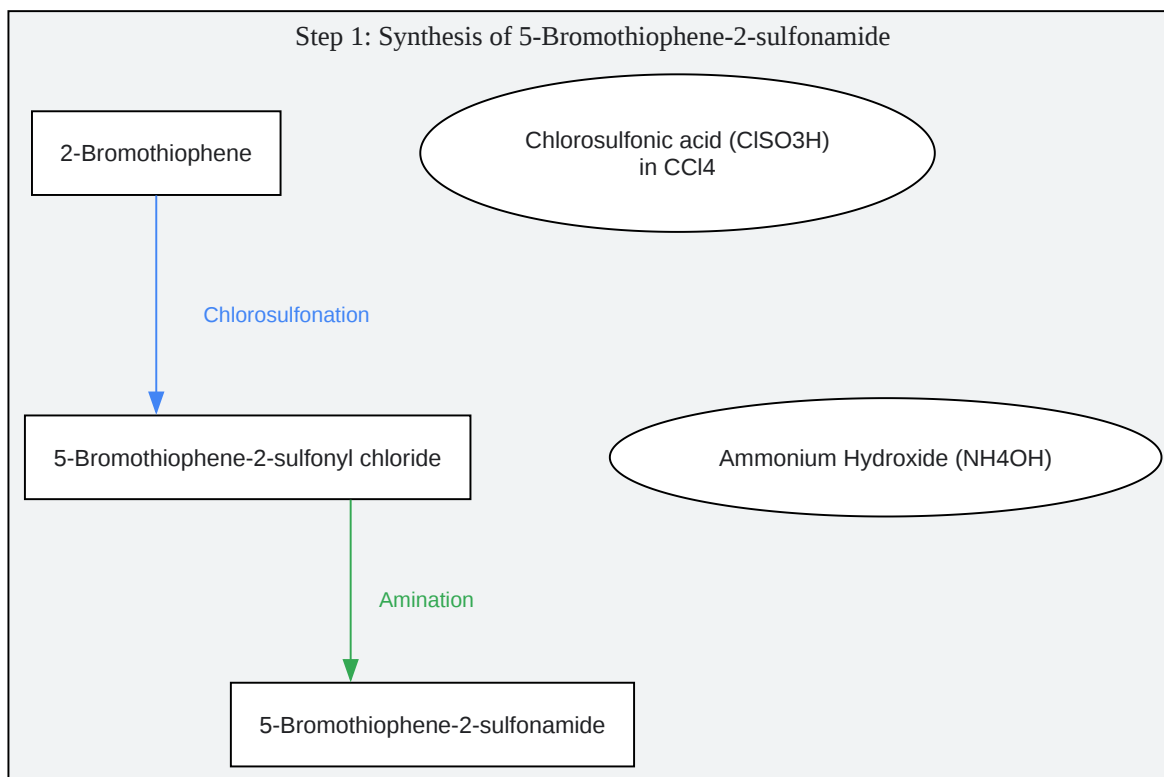 Step 1: Synthesis of 5-Bromothiophene-2-sulfonamide
2-Bromothiophene
Chlorosulfonic acid (ClSO3H)
in CCl4
Chlorosulfonation
5-Bromothiophene-2-sulfonyl chloride
Ammonium Hydroxide (NH4OH)
Amination
5-Bromothiophene-2-sulfonamide